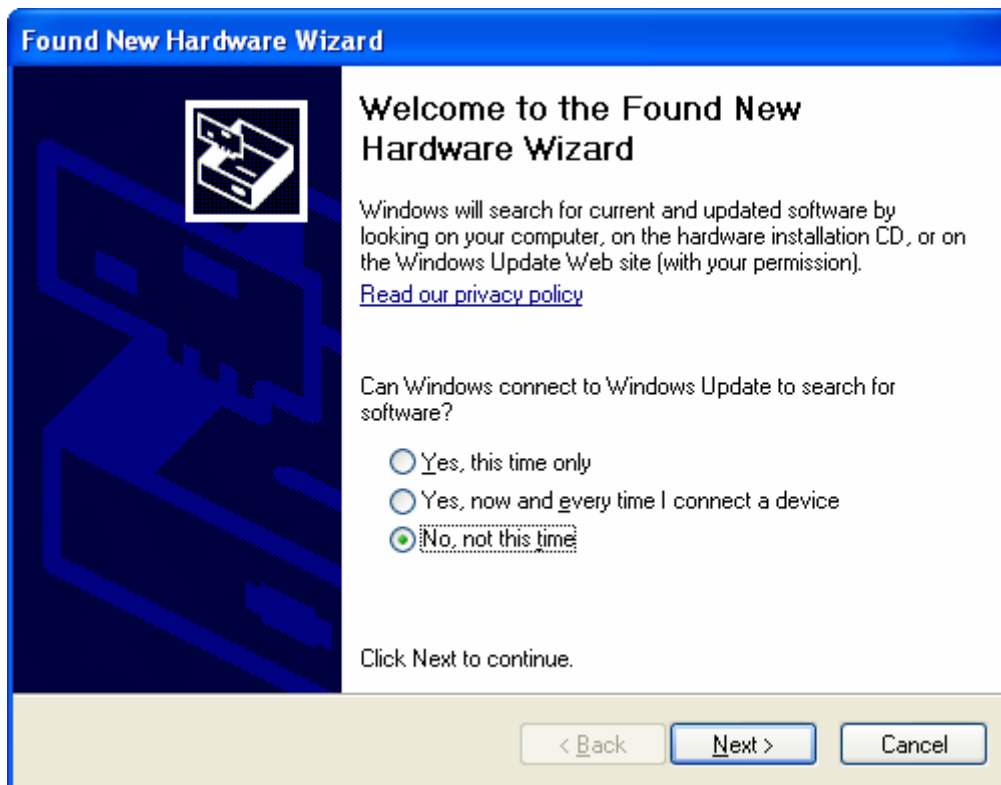 Found New Hardware Wizard
Welcome to the Found New
Hardware Wizard
Windows will search for current and updated software by
looking on your computer, on the hardware installation CD, or on
the Windows Update Web site (with your permission).
Read our privacy policy
Can Windows connect to Windows Update to search for
software?
Yes, this time only
Yes, now and every time I connect a device
No, not this time
Click Next to continue.
< Back
Next >
Cancel